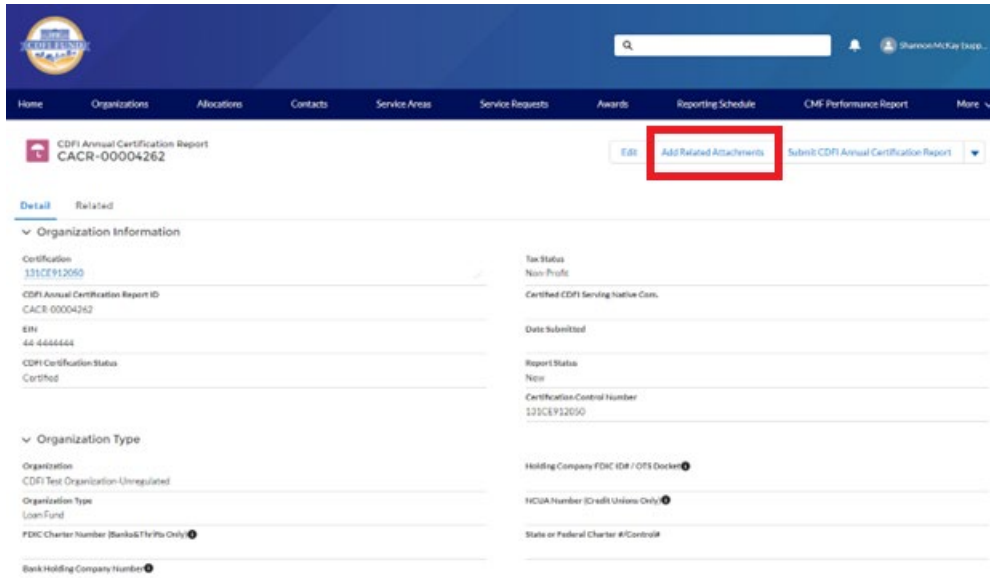 CDFI FUND
Shannon McKay (supp...
Home Organizations Allocations Contacts Service Areas Service Requests Awards Reporting Schedule CMF Performance Report More
CDFI Annual Certification Report
CACR-00004262
Edit Add Related Attachments Submit CDFI Annual Certification Report
Detail Related
Organization Information
Certification
131CE912050
Tax Status
Non-Profit
CDFI Annual Certification Report ID
CACR-00004262
Certified CDFI Serving Native Com.
EIN
44-4444444
Date Submitted
CDFI Certification Status
Certified
Report Status
New
Certification Control Number
131CE912050
Organization Type
Organization
CDFI Test Organization-Unregulated
Holding Company FDIC ID# / OTS Docket
Organization Type
Loan Fund
NCUA Number (Credit Unions Only)
FDIC Charter Number (Banks&Thrifts Only)
State or Federal Charter #/Control#
Bank Holding Company Number